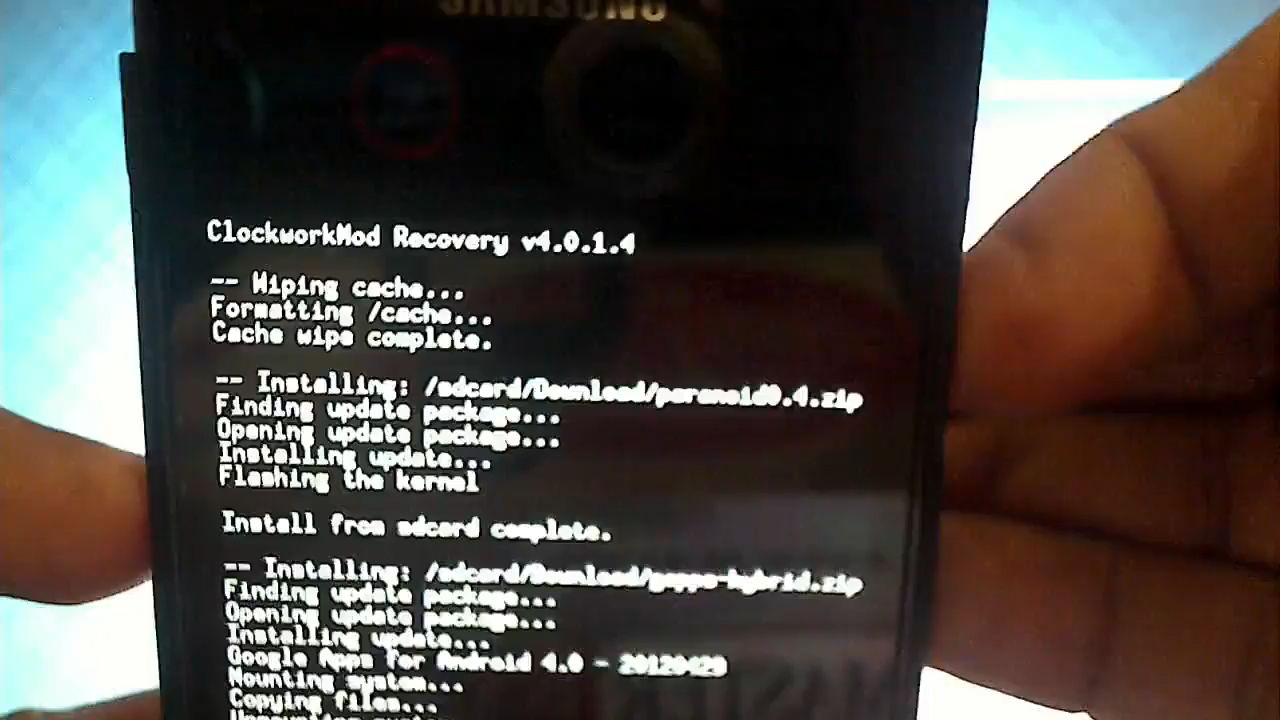 SAMSUNG
ClockworkMod Recovery v4.0.1.4
-- Wiping cache...
Formatting /cache...
Cache wipe complete.
-- Installing: /sdcard/Download/paranoid0.4.zip
Finding update package...
Opening update package...
Installing update...
Flashing the kernel
Install from sdcard complete.
-- Installing: /sdcard/Download/gapps-hybrid.zip
Finding update package...
Opening update package...
Installing update...
Google Apps for Android 4.0 - 20120429
Mounting system...
Copying files...